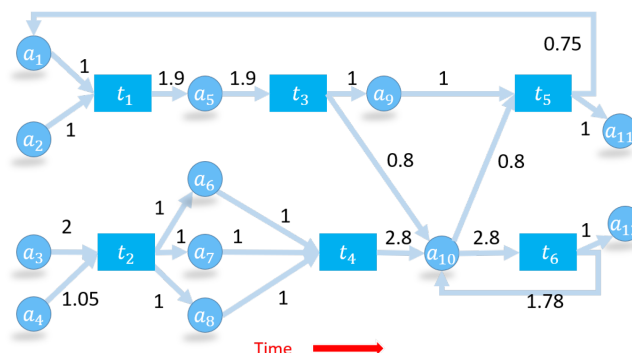 0.75
a₁ 1 1.9 1.9 1 1
t₁ a₅ t₃ a₉ t₅
a₂ 1 1 a₁₁
0.8 0.8
a₆
2 1 1 2.8 2.8 1
a₃ t₂ 1 a₇ 1 t₄ a₁₀ t₆
1.05 1 1 1.78
a₄ a₈
Time